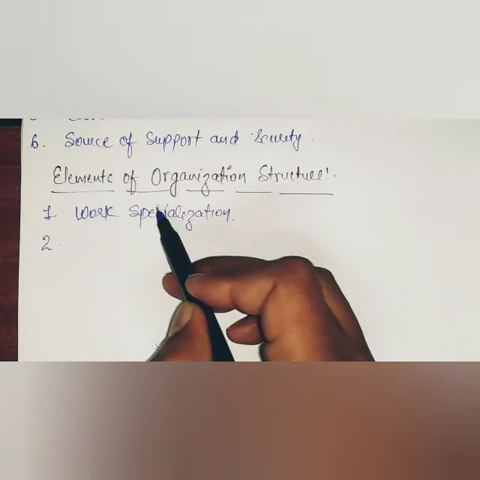 6. Source of Support and Security.
Elements of Organization Structure:
1 Work Specialization.
2.